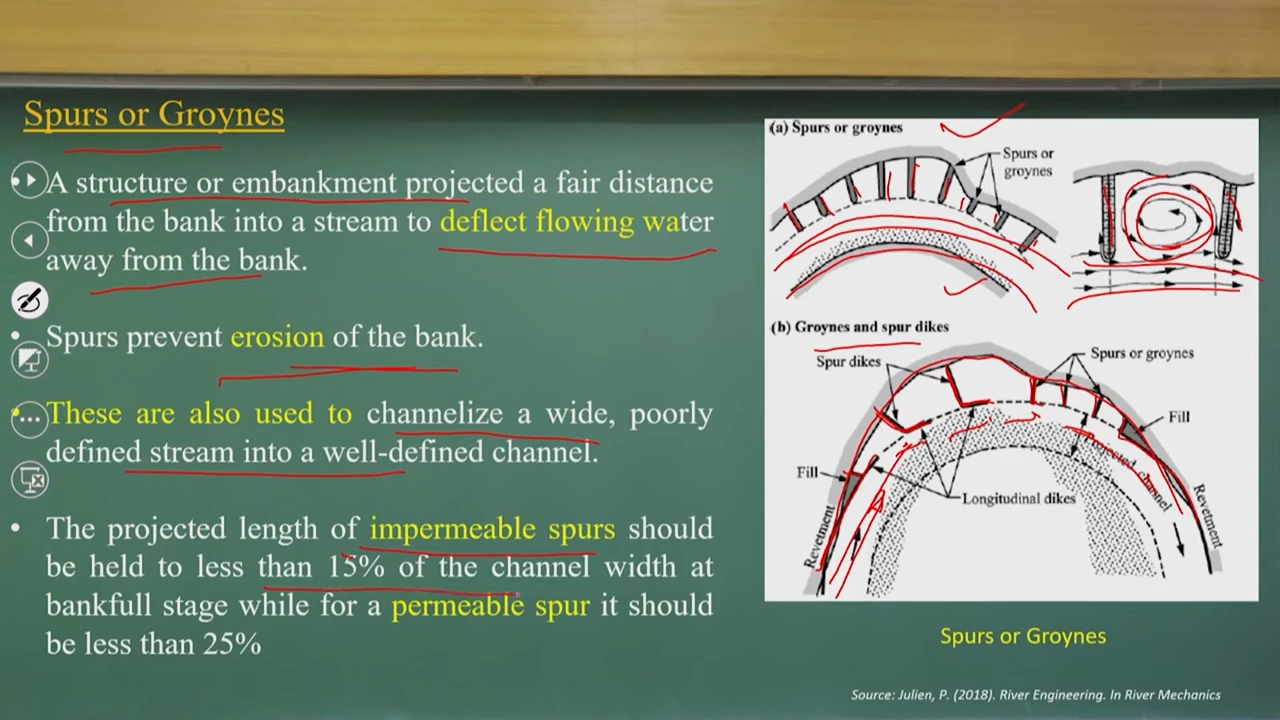 Spurs or Groynes
• A structure or embankment projected a fair distance
from the bank into a stream to deflect flowing water
away from the bank.
• Spurs prevent erosion of the bank.
• These are also used to channelize a wide, poorly
defined stream into a well-defined channel.
• The projected length of impermeable spurs should
be held to less than 15% of the channel width at
bankfull stage while for a permeable spur it should
be less than 25%
(a) Spurs or groynes
Spurs or
groynes
(b) Groynes and spur dikes
Spur dikes
Spurs or groynes
Fill
Fill
Longitudinal dikes
Projected channel
Revetment
Revetment
Spurs or Groynes
Source: Julien, P. (2018). River Engineering. In River Mechanics